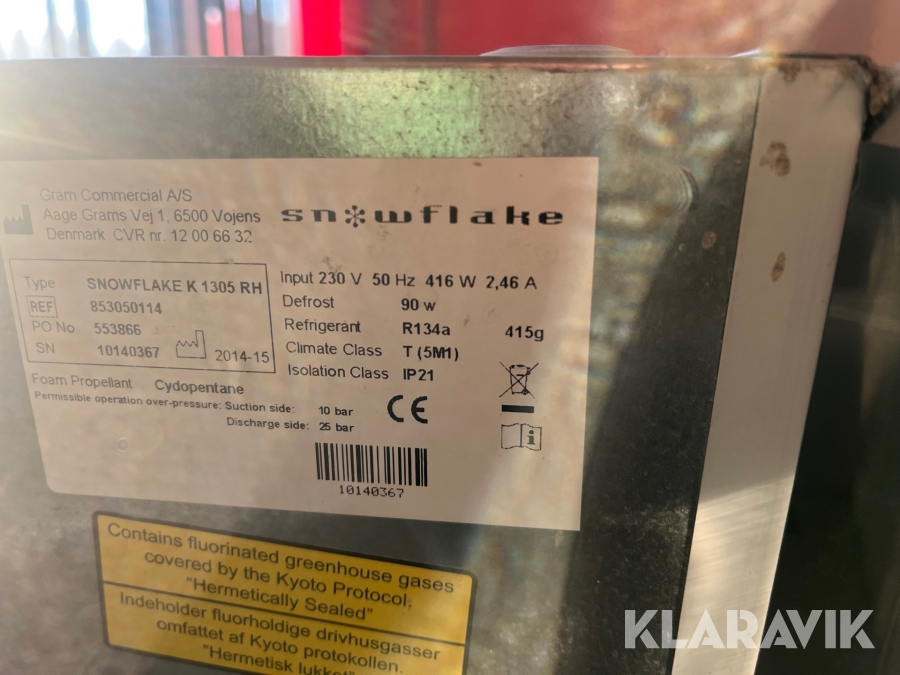 Gram Commercial A/S
Aage Grams Vej 1, 6500 Vojens
Denmark CVR nr. 12 00 66 32
snowflake
Type SNOWFLAKE K 1305 RH
REF 853050114
PO No 553866
SN 10140367 2014-15
Input 230 V 50 Hz 416 W 2,46 A
Defrost 90 w
Refrigerant R134a 415g
Climate Class T (5M1)
Isolation Class IP21
Foam Propellant Cydopentane
Permissible operation over-pressure: Suction side: 10 bar
Discharge side: 25 bar
CE
i
10140367
Contains fluorinated greenhouse gases
covered by the Kyoto Protocol,
"Hermetically Sealed"
Indeholder fluorholdige drivhusgasser
omfattet af Kyoto protokollen.
"Hermetisk lukket"
KLARAVIK